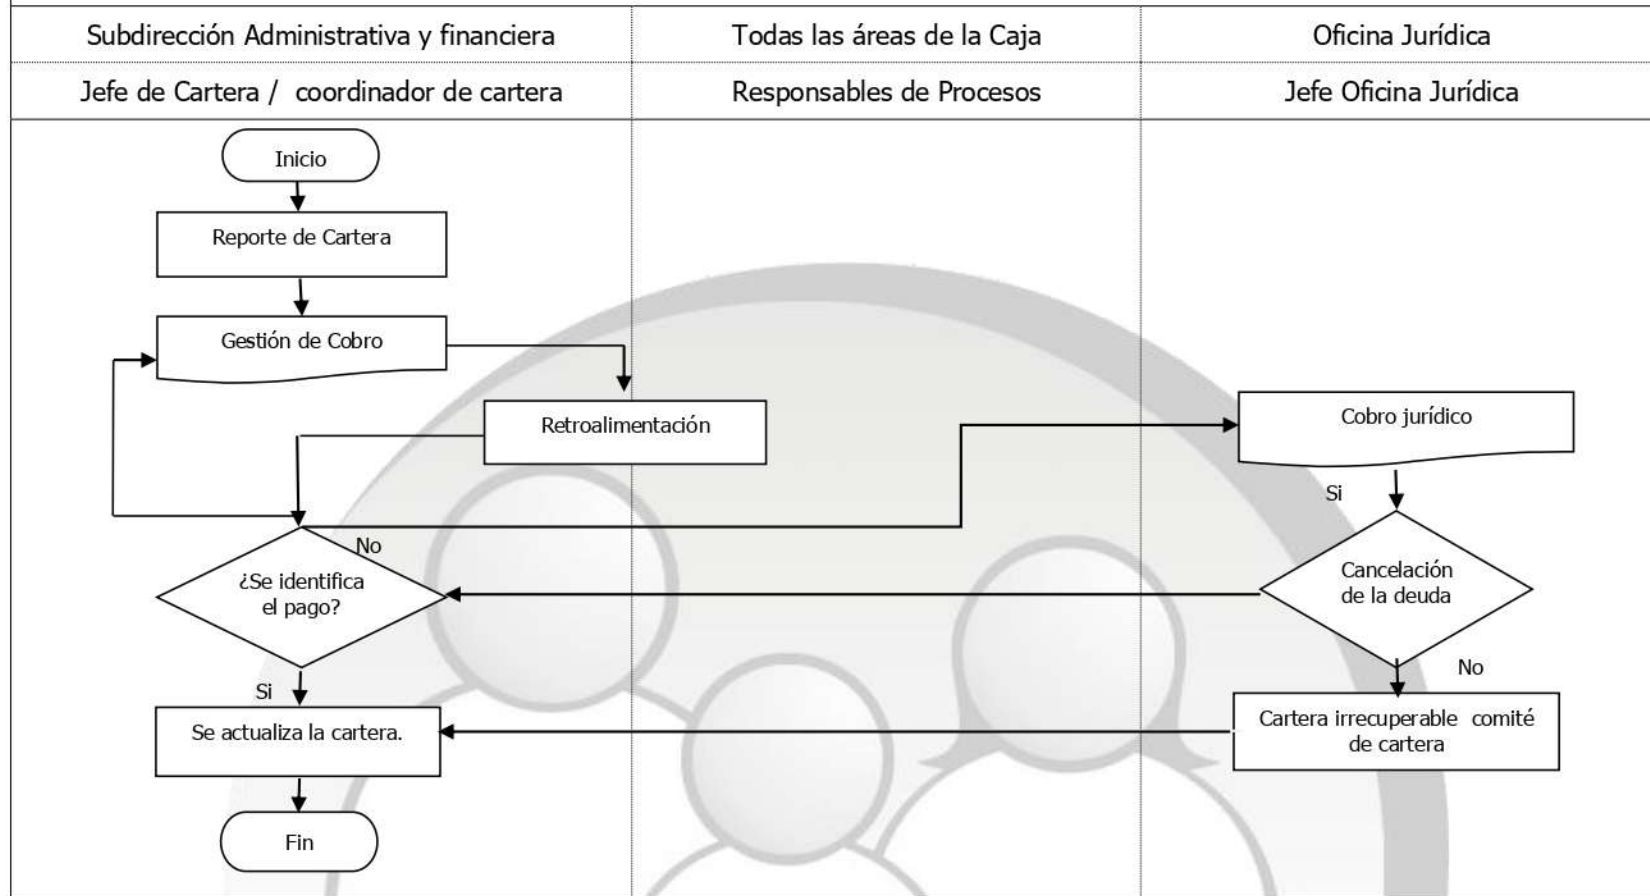 Subdirección Administrativa y financiera
Todas las áreas de la Caja
Oficina Jurídica
Jefe de Cartera / coordinador de cartera
Responsables de Procesos
Jefe Oficina Jurídica
Inicio
Reporte de Cartera
Gestión de Cobro
Retroalimentación
Cobro jurídico
Si
No
¿Se identifica
el pago?
Cancelación
de la deuda
No
Si
Se actualiza la cartera.
Cartera irrecuperable comité
de cartera
Fin